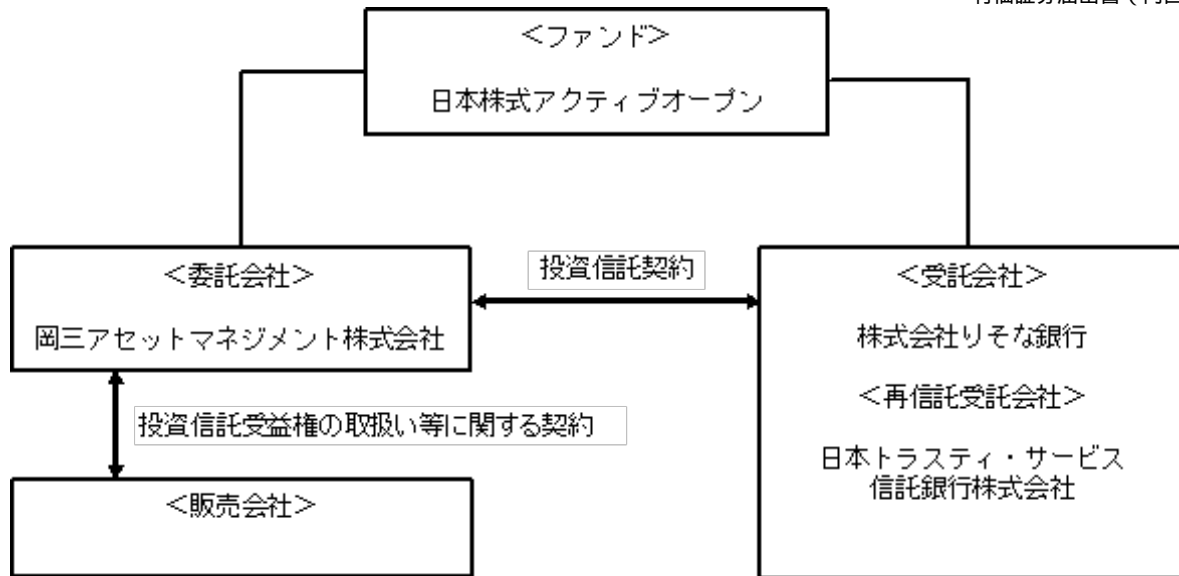 ＜ファンド＞
日本株式アクティブオープン
＜委託会社＞
岡三アセットマネジメント株式会社
投資信託契約
＜受託会社＞
株式会社りそな銀行
＜再信託受託会社＞
日本トラスティ・サービス
信託銀行株式会社
投資信託受益権の取扱い等に関する契約
＜販売会社＞